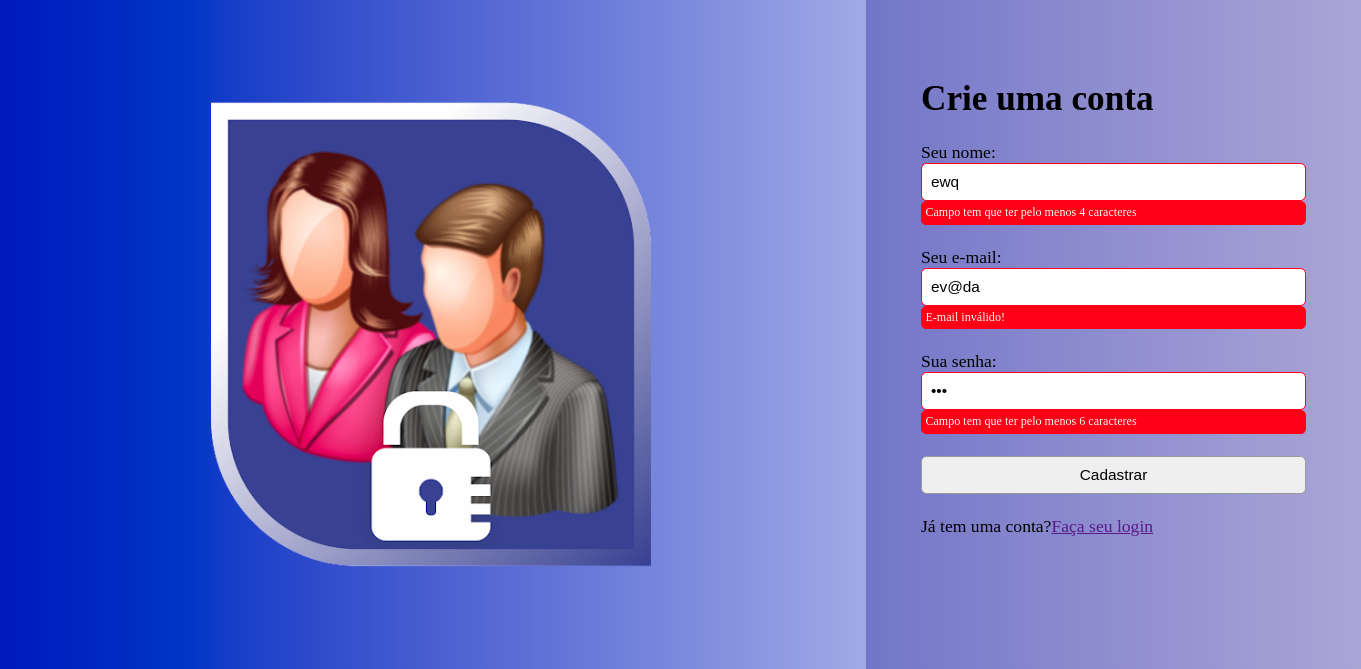 Crie uma conta
Seu nome:
ewq
Campo tem que ter pelo menos 4 caracteres
Seu e-mail:
ev@da
E-mail inválido!
Sua senha:
•••
Campo tem que ter pelo menos 6 caracteres
Cadastrar
Já tem uma conta?Faça seu login